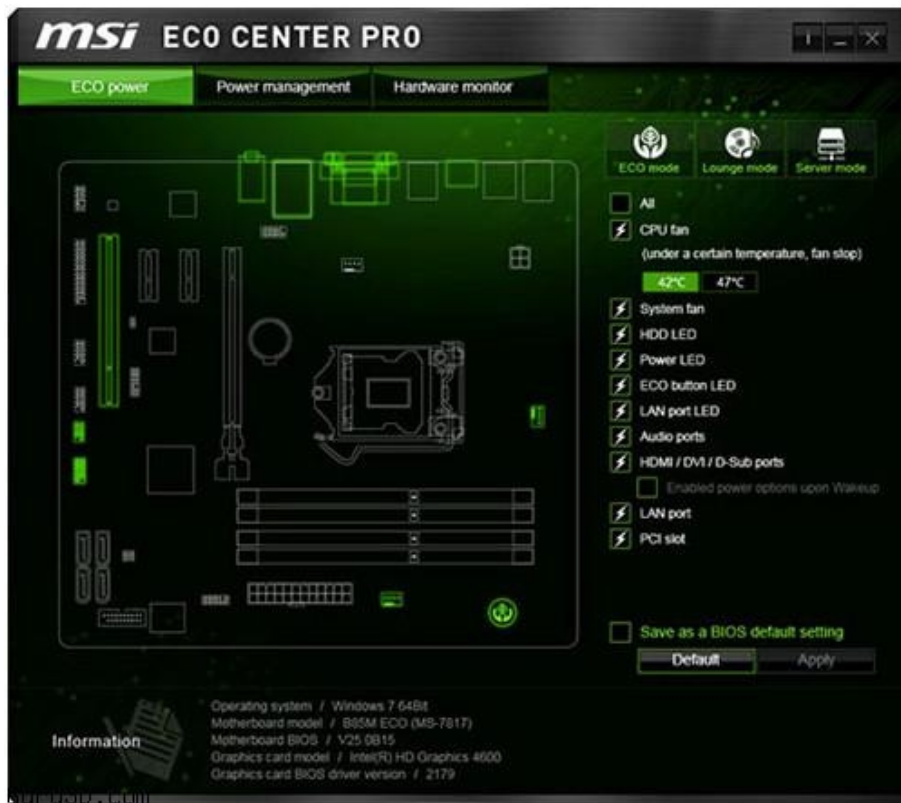 msi ECO CENTER PRO
ECO power Power management Hardware monitor
ECO mode Lounge mode Server mode
All
CPU fan
(under a certain temperature, fan stop)
42°C 47°C
System fan
HDD LED
Power LED
ECO button LED
LAN port LED
Audio ports
HDMI / DVI / D-Sub ports
Enabled power options upon Wakeup
LAN port
PCI slot
Save as a BIOS default setting
Default Apply
Information
Operating system / Windows 7 64Bit
Motherboard model / B85M ECO (MS-7817)
Motherboard BIOS / V25.0B15
Graphics card model / Intel(R) HD Graphics 4600
Graphics card BIOS driver version / 2179